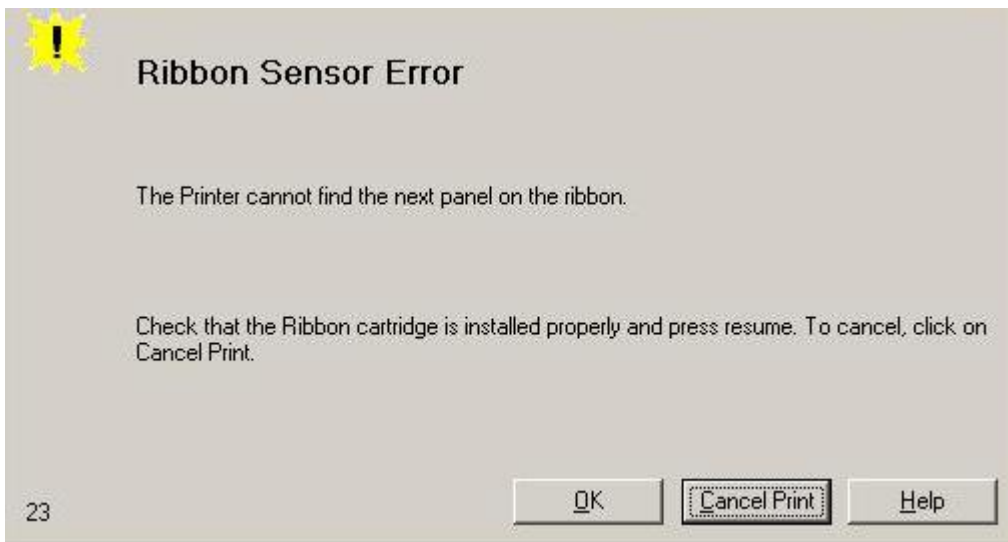 !
Ribbon Sensor Error
The Printer cannot find the next panel on the ribbon.
Check that the Ribbon cartridge is installed properly and press resume. To cancel, click on
Cancel Print.
23
OK
Cancel Print
Help